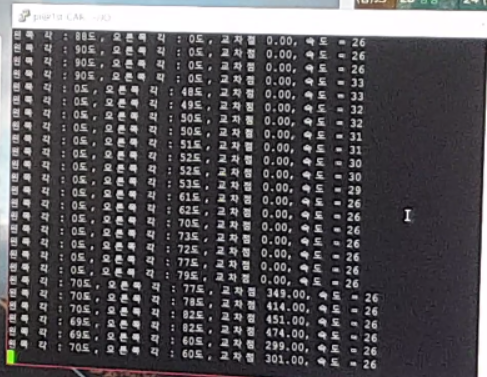 왼쪽 각 : 88도, 오른쪽 각 : 0도, 교차점 0.00, 속도 = 26
왼쪽 각 : 90도, 오른쪽 각 : 0도, 교차점 0.00, 속도 = 26
왼쪽 각 : 90도, 오른쪽 각 : 0도, 교차점 0.00, 속도 = 26
왼쪽 각 : 90도, 오른쪽 각 : 0도, 교차점 0.00, 속도 = 33
왼쪽 각 : 0도, 오른쪽 각 : 48도, 교차점 0.00, 속도 = 33
왼쪽 각 : 0도, 오른쪽 각 : 49도, 교차점 0.00, 속도 = 32
왼쪽 각 : 0도, 오른쪽 각 : 50도, 교차점 0.00, 속도 = 32
왼쪽 각 : 0도, 오른쪽 각 : 50도, 교차점 0.00, 속도 = 31
왼쪽 각 : 0도, 오른쪽 각 : 51도, 교차점 0.00, 속도 = 31
왼쪽 각 : 0도, 오른쪽 각 : 52도, 교차점 0.00, 속도 = 30
왼쪽 각 : 0도, 오른쪽 각 : 52도, 교차점 0.00, 속도 = 30
왼쪽 각 : 0도, 오른쪽 각 : 53도, 교차점 0.00, 속도 = 29
왼쪽 각 : 0도, 오른쪽 각 : 61도, 교차점 0.00, 속도 = 26
왼쪽 각 : 0도, 오른쪽 각 : 62도, 교차점 0.00, 속도 = 26
왼쪽 각 : 0도, 오른쪽 각 : 70도, 교차점 0.00, 속도 = 26
왼쪽 각 : 0도, 오른쪽 각 : 73도, 교차점 0.00, 속도 = 26
왼쪽 각 : 0도, 오른쪽 각 : 72도, 교차점 0.00, 속도 = 26
왼쪽 각 : 0도, 오른쪽 각 : 77도, 교차점 0.00, 속도 = 26
왼쪽 각 : 0도, 오른쪽 각 : 79도, 교차점 0.00, 속도 = 26
왼쪽 각 : 70도, 오른쪽 각 : 77도, 교차점 349.00, 속도 = 26
왼쪽 각 : 70도, 오른쪽 각 : 78도, 교차점 414.00, 속도 = 26
왼쪽 각 : 70도, 오른쪽 각 : 82도, 교차점 451.00, 속도 = 26
왼쪽 각 : 69도, 오른쪽 각 : 82도, 교차점 474.00, 속도 = 26
왼쪽 각 : 69도, 오른쪽 각 : 60도, 교차점 299.00, 속도 = 26
왼쪽 각 : 70도, 오른쪽 각 : 60도, 교차점 301.00, 속도 = 26